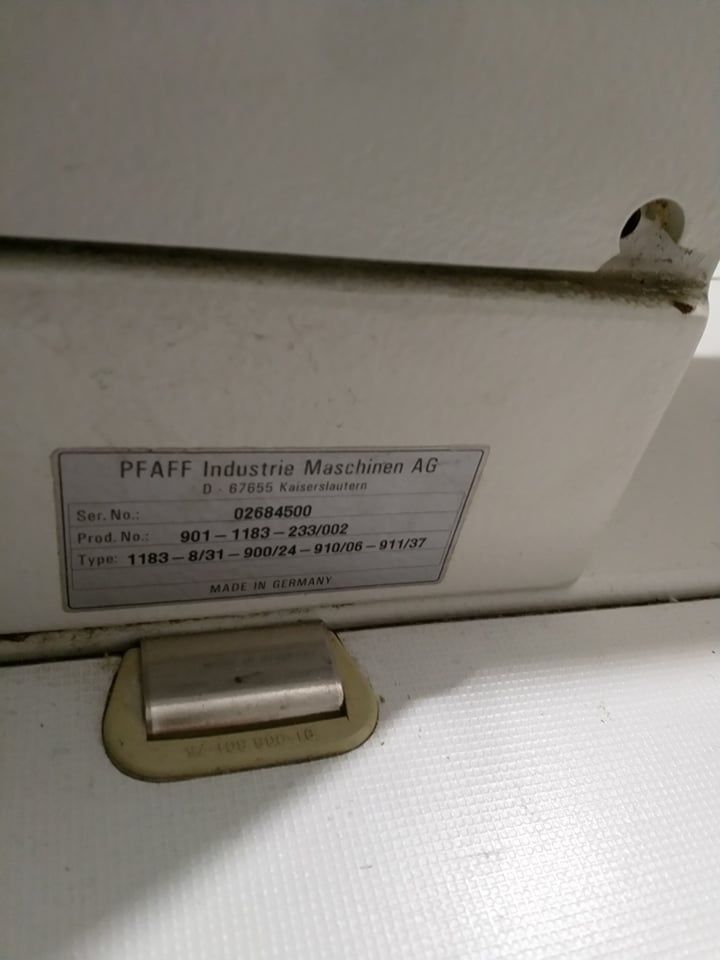 PFAFF Industrie Maschinen AG
D - 67655 Kaiserslautern
Ser. No.: 02684500
Prod. No.: 901-1183-233/002
Type: 1183-8/31-900/24-910/06-911/37
MADE IN GERMANY